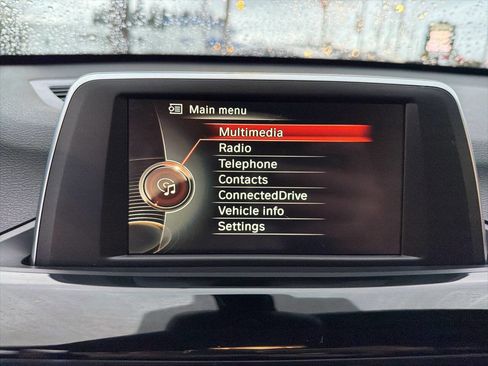 Main menu
Multimedia
Radio
Telephone
Contacts
ConnectedDrive
Vehicle info
Settings